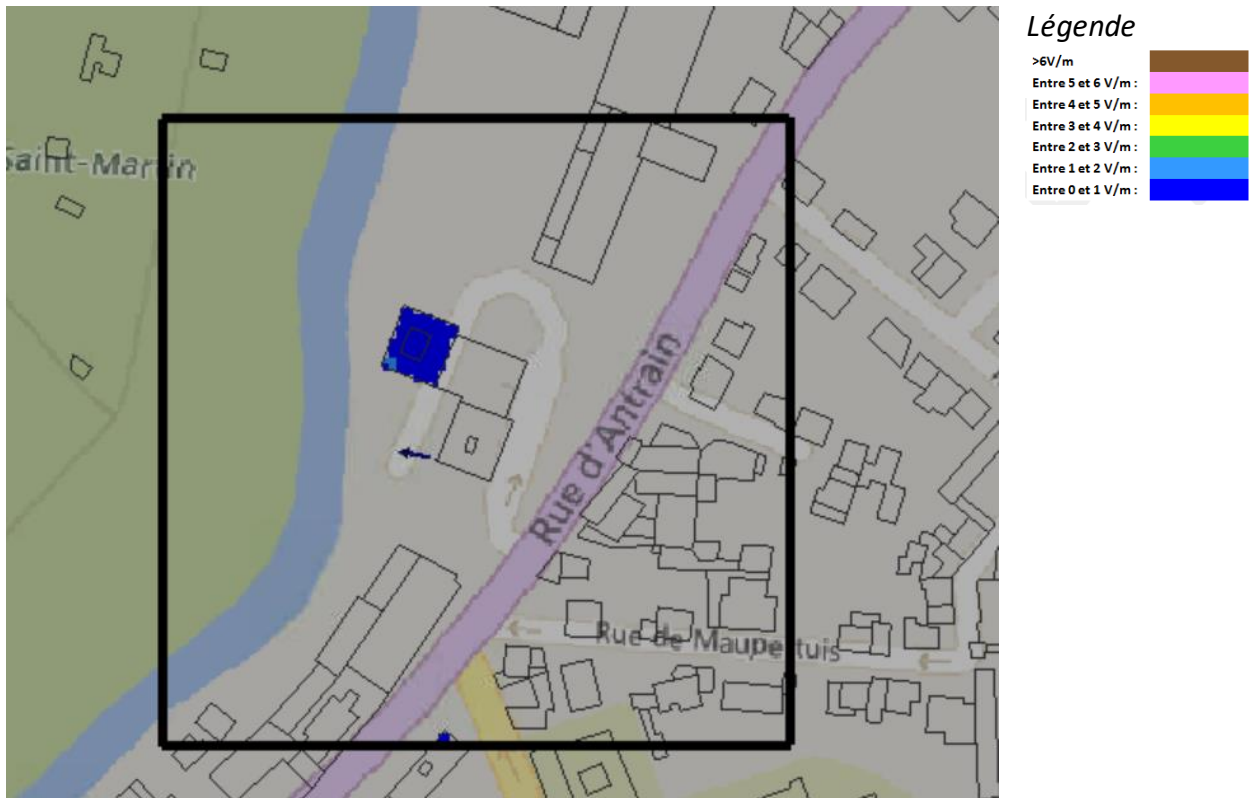 Légende
>6V/m
Entre 5 et 6 V/m :
Entre 4 et 5 V/m :
Entre 3 et 4 V/m :
Entre 2 et 3 V/m :
Entre 1 et 2 V/m :
Entre 0 et 1 V/m :
Saint-Martin
Rue d'Antrain
Rue de Maupertuis